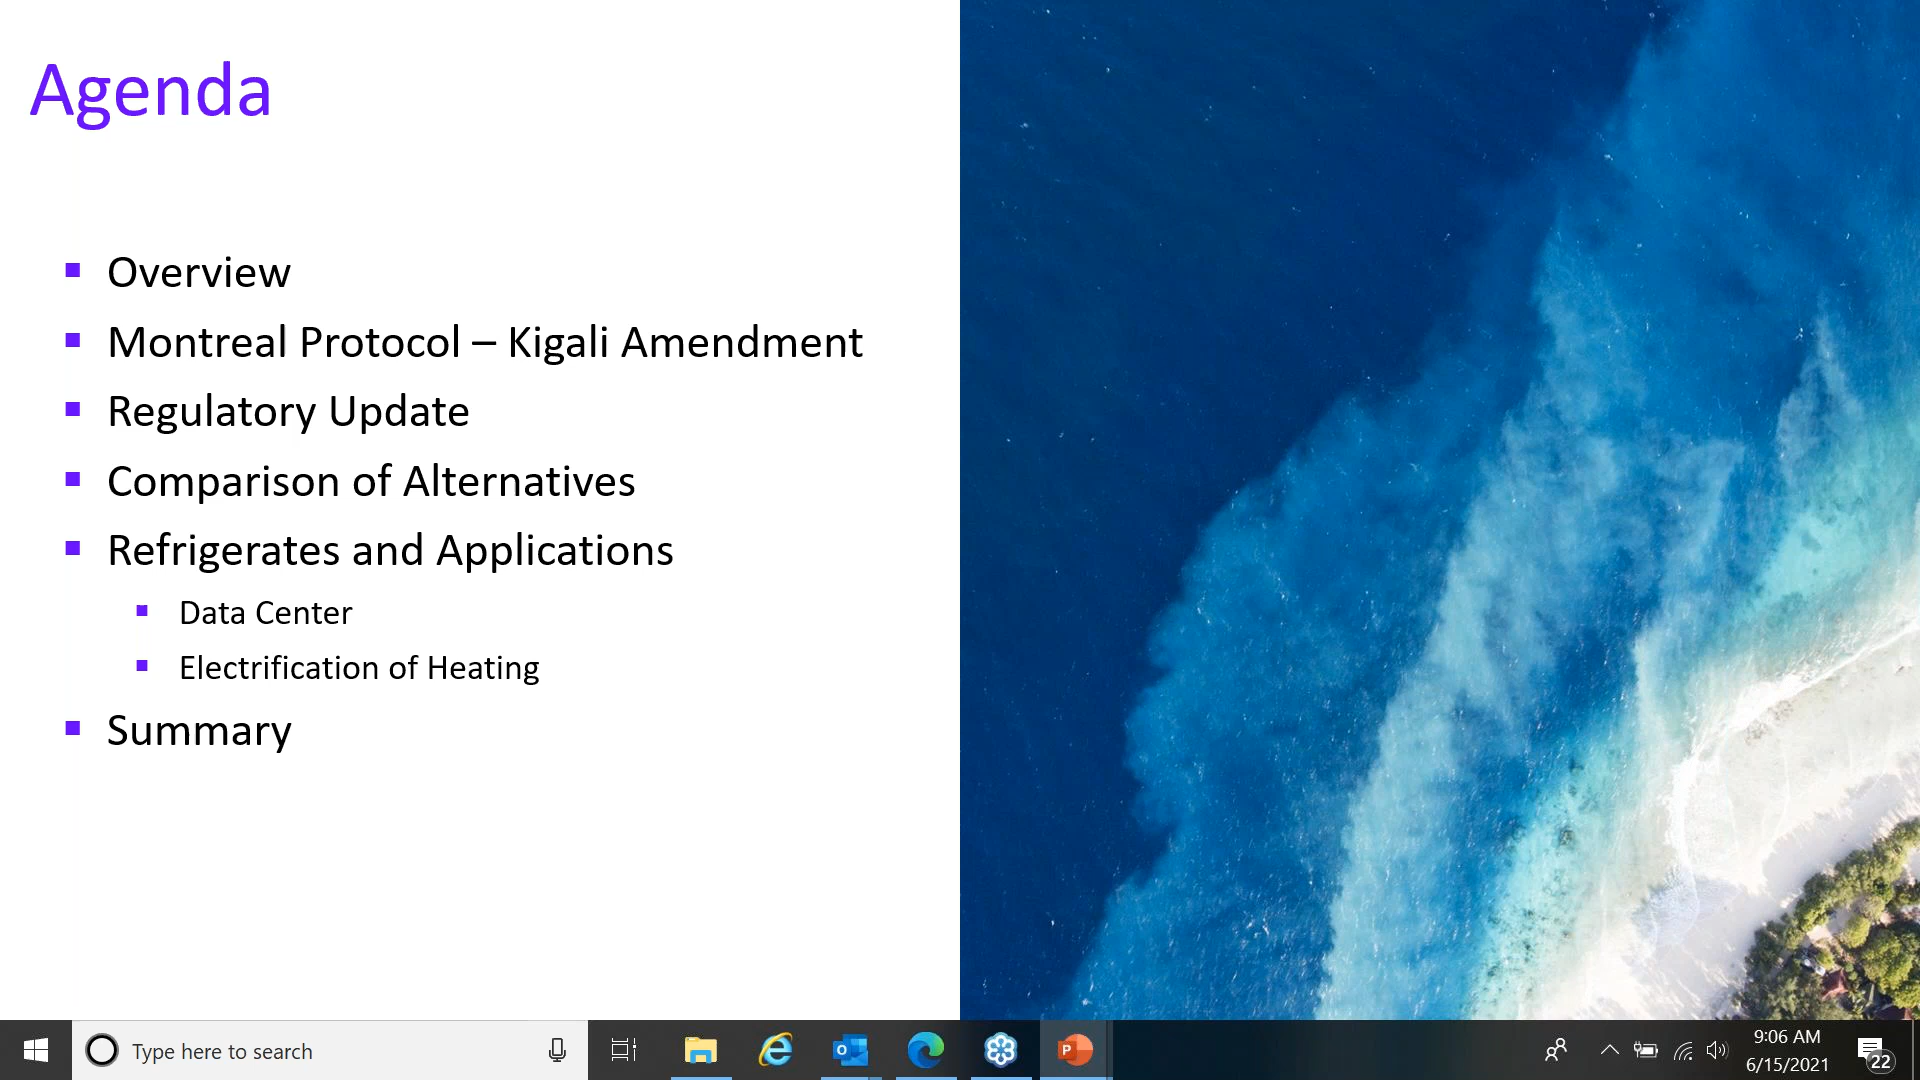 Agenda
Overview
Montreal Protocol – Kigali Amendment
Regulatory Update
Comparison of Alternatives
Refrigerates and Applications
Data Center
Electrification of Heating
Summary
Type here to search
9:06 AM
6/15/2021
22